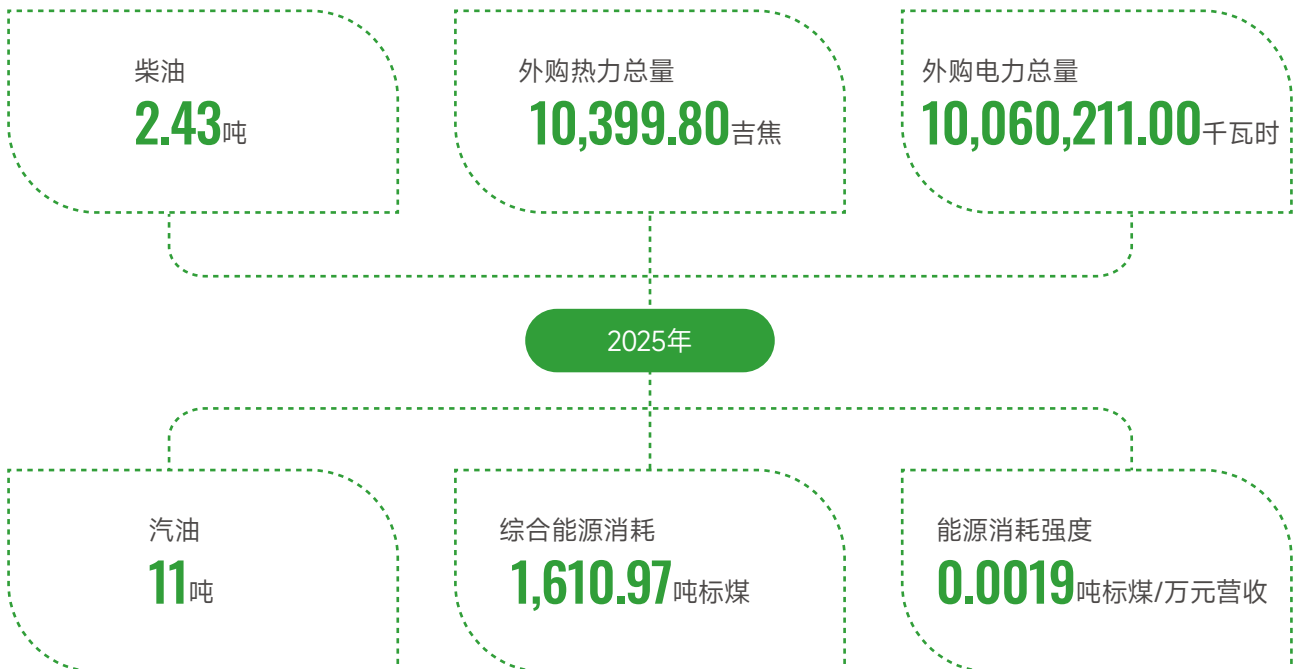 柴油
2.43吨
外购热力总量
10,399.80吉焦
外购电力总量
10,060,211.00千瓦时
2025年
汽油
11吨
综合能源消耗
1,610.97吨标煤
能源消耗强度
0.0019吨标煤/万元营收